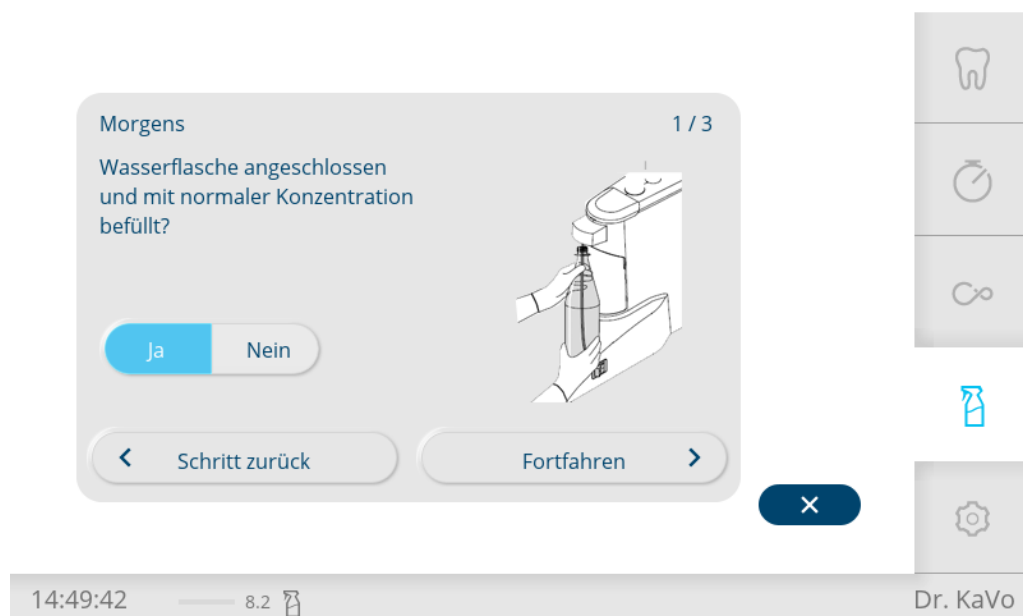 Morgens
1 / 3
Wasserflasche angeschlossen
und mit normaler Konzentration
befüllt?
Ja
Nein
Schritt zurück
Fortfahren
14:49:42
8.2
Dr. KaVo